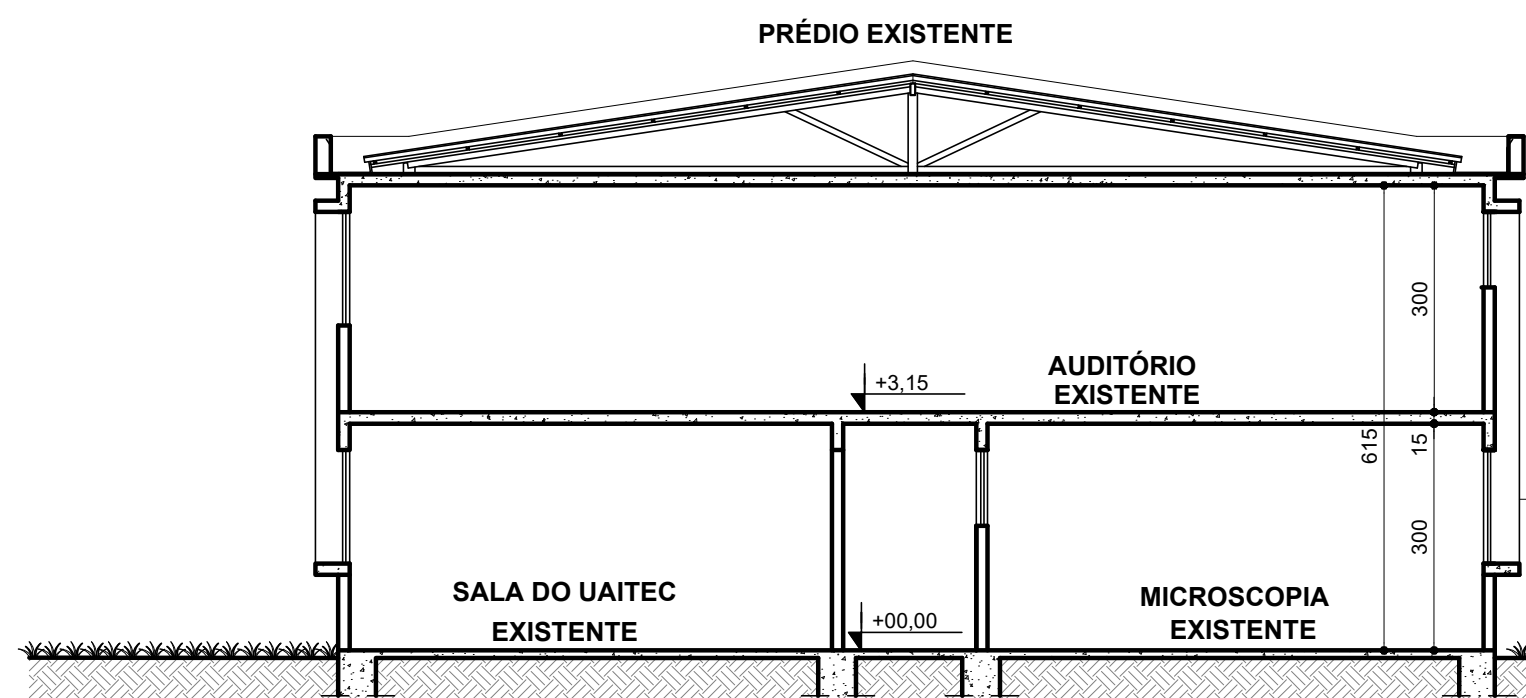 PRÉDIO EXISTENTE
300
+3,15
AUDITÓRIO
EXISTENTE
615
15
300
SALA DO UAITEC
EXISTENTE
+00,00
MICROSCOPIA
EXISTENTE